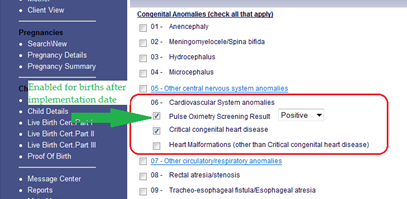 Mother
Client View
Pregnancies
Search\New
Pregnancy Details
Pregnancy Summary
Enabled for births after
implementation date
Child Details
Live Birth Cert.Part I
Live Birth Cert.Part II
Live Birth Cert.Part III
Proof Of Birth
Message Center
Reports
Congenital Anomalies (check all that apply)
01 - Anencephaly
02 - Meningomyelocele/Spina bifida
03 - Hydrocephalus
04 - Microcephalus
05 - Other central nervous system anomalies
06 - Cardiovascular System anomalies
Pulse Oximetry Screening Result Positive
Critical congenital heart disease
Heart Malformations (other than Critical congenital heart disease)
07 - Other circulatory/respiratory anomalies
08 - Rectal atresia/stenosis
09 - Tracheo-esophageal fistula/Esophageal atresia